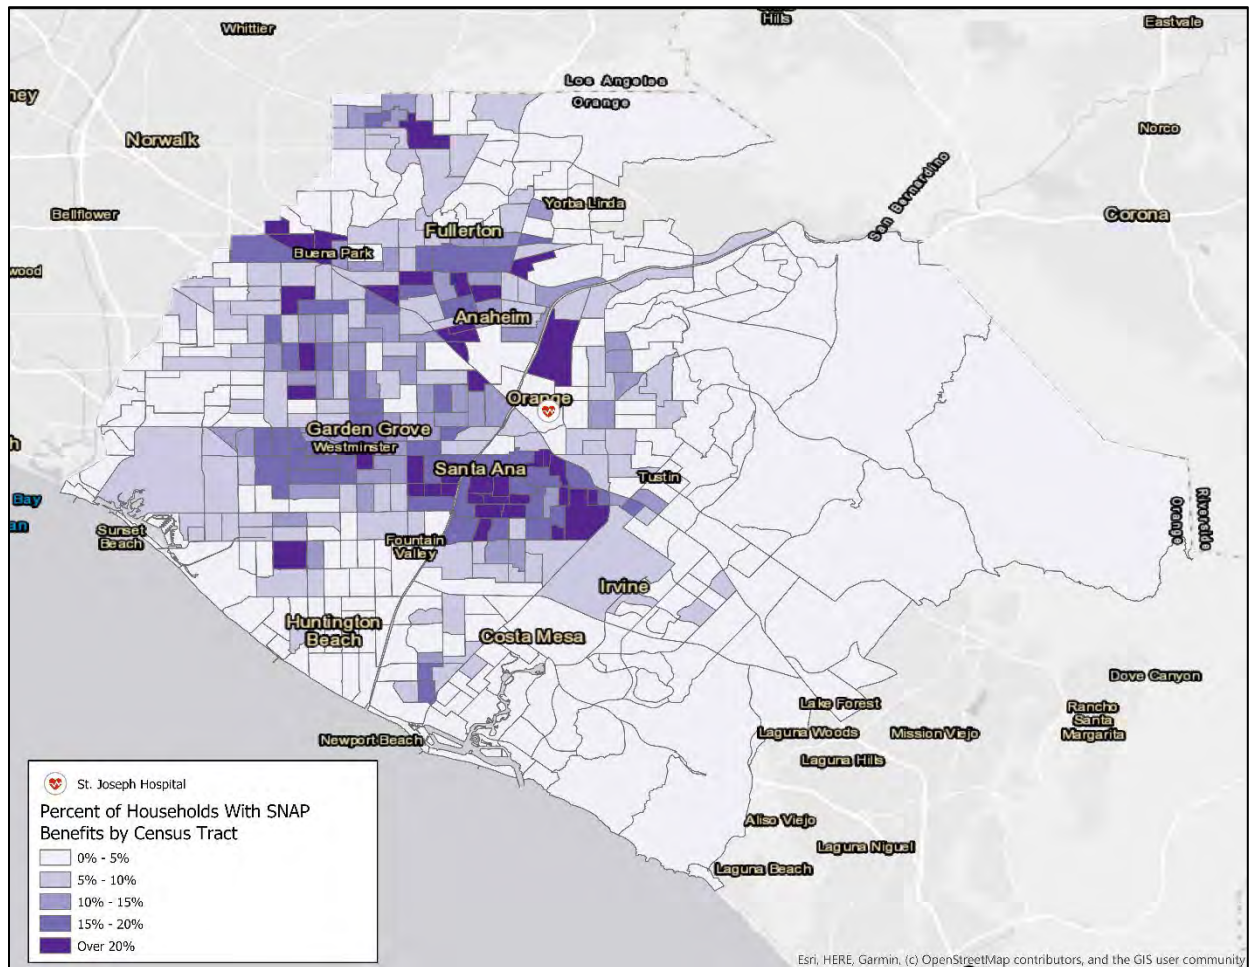 Hills
Eastvale
Whittier
Los Angeles
Orange
ney
Norwalk
Norco
San Bernardino
Yorba Linda
Bellflower
Corona
Fullerton
Buena Park
wood
Anaheim
Orange
Garden Grove
Westminster
h
Santa Ana
Tustin
Bay
an
Riverside
Orange
Sunset
Beach
Fountain
Valley
Irvine
Huntington
Beach
Costa Mesa
Dove Canyon
Lake Forest
Rancho
Santa
Margarita
Laguna Woods
Mission Viejo
Newport Beach
Laguna Hills
Aliso Viejo
Laguna Niguel
Laguna Beach
St. Joseph Hospital
Percent of Households With SNAP
Benefits by Census Tract
0% - 5%
5% - 10%
10% - 15%
15% - 20%
Over 20%
Esri, HERE, Garmin, (c) OpenStreetMap contributors, and the GIS user community